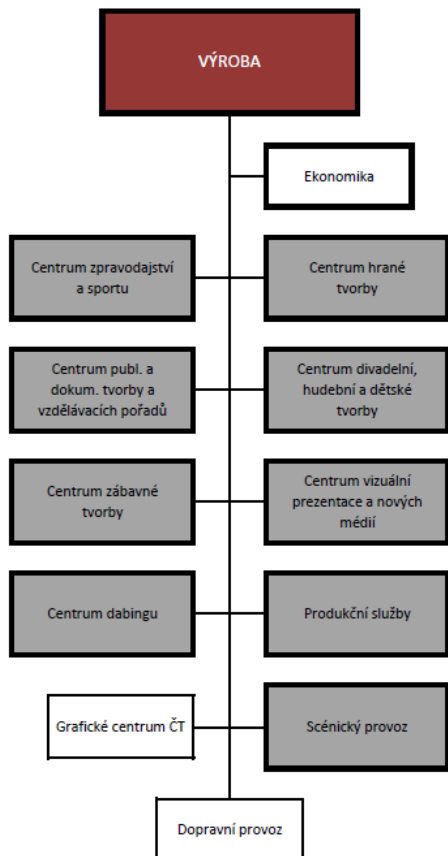 VÝROBA
Ekonomika
Centrum zpravodajství
a sportu
Centrum hrané
tvorby
Centrum publ. a
dokum. tvorby a
vzdělávacích pořadů
Centrum divadelní,
hudební a dětské
tvorby
Centrum zábavné
tvorby
Centrum vizuální
prezentace a nových
médií
Centrum dabingu
Produkční služby
Grafické centrum ČT
Scénický provoz
Dopravní provoz